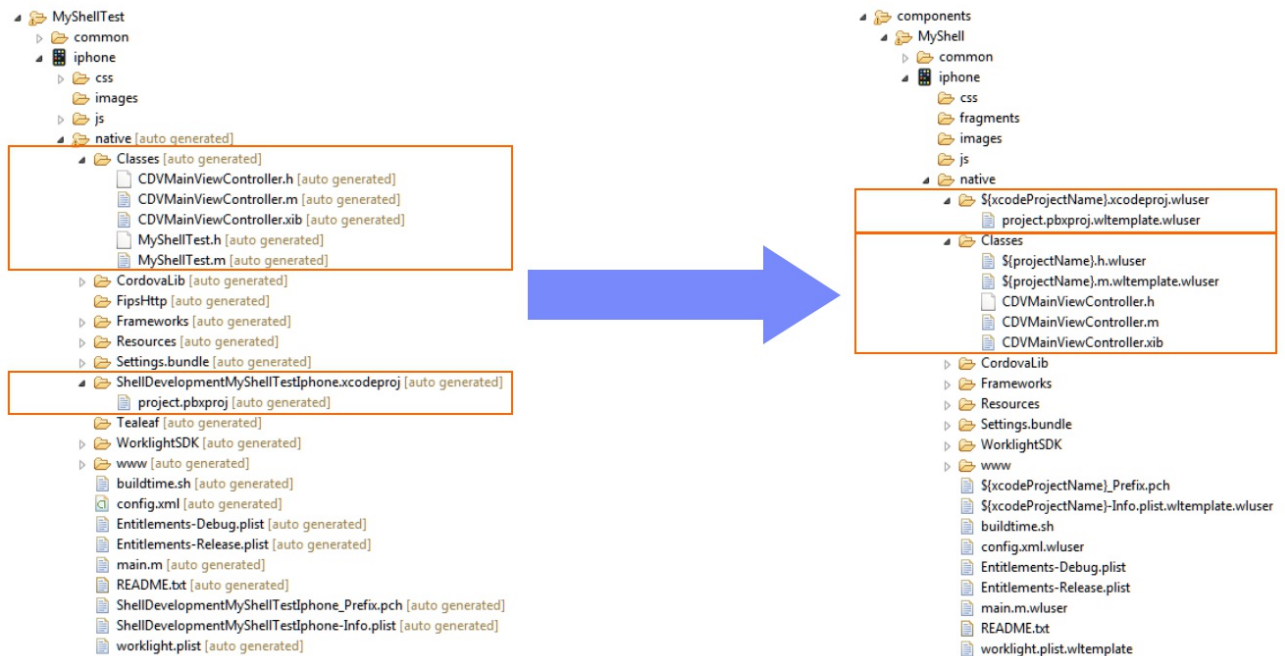 MyShellTest
common
iphone
css
images
js
native [auto generated]
Classes [auto generated]
CDVMainViewController.h [auto generated]
CDVMainViewController.m [auto generated]
CDVMainViewController.xib [auto generated]
MyShellTest.h [auto generated]
MyShellTest.m [auto generated]
CordovaLib [auto generated]
FipsHttp [auto generated]
Frameworks [auto generated]
Resources [auto generated]
Settings.bundle [auto generated]
ShellDevelopmentMyShellTestIphone.xcodeproj [auto generated]
project.pbxproj [auto generated]
Tealeaf [auto generated]
WorklightSDK [auto generated]
www [auto generated]
buildtime.sh [auto generated]
config.xml [auto generated]
Entitlements-Debug.plist [auto generated]
Entitlements-Release.plist [auto generated]
main.m [auto generated]
README.txt [auto generated]
ShellDevelopmentMyShellTestIphone_Prefix.pch [auto generated]
ShellDevelopmentMyShellTestIphone-Info.plist [auto generated]
worklight.plist [auto generated]
components
MyShell
common
iphone
css
fragments
images
js
native
${xcodeProjectName}.xcodeproj.wluser
project.pbxproj.wltemplate.wluser
Classes
${projectName}.h.wluser
${projectName}.m.wltemplate.wluser
CDVMainViewController.h
CDVMainViewController.m
CDVMainViewController.xib
CordovaLib
Frameworks
Resources
Settings.bundle
WorklightSDK
www
${xcodeProjectName}_Prefix.pch
${xcodeProjectName}-Info.plist.wltemplate.wluser
buildtime.sh
config.xml.wluser
Entitlements-Debug.plist
Entitlements-Release.plist
main.m.wluser
README.txt
worklight.plist.wltemplate